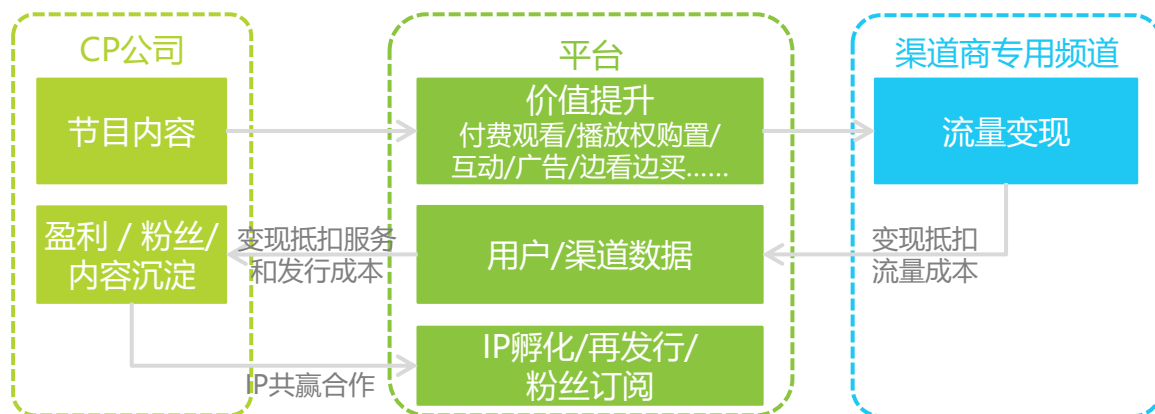 CP公司
节目内容
盈利 / 粉丝/
内容沉淀
变现抵扣服务
和发行成本
IP共赢合作
平台
价值提升
付费观看/播放权购置/
互动/广告/边看边买……
用户/渠道数据
IP孵化/再发行/
粉丝订阅
渠道商专用频道
流量变现
变现抵扣
流量成本